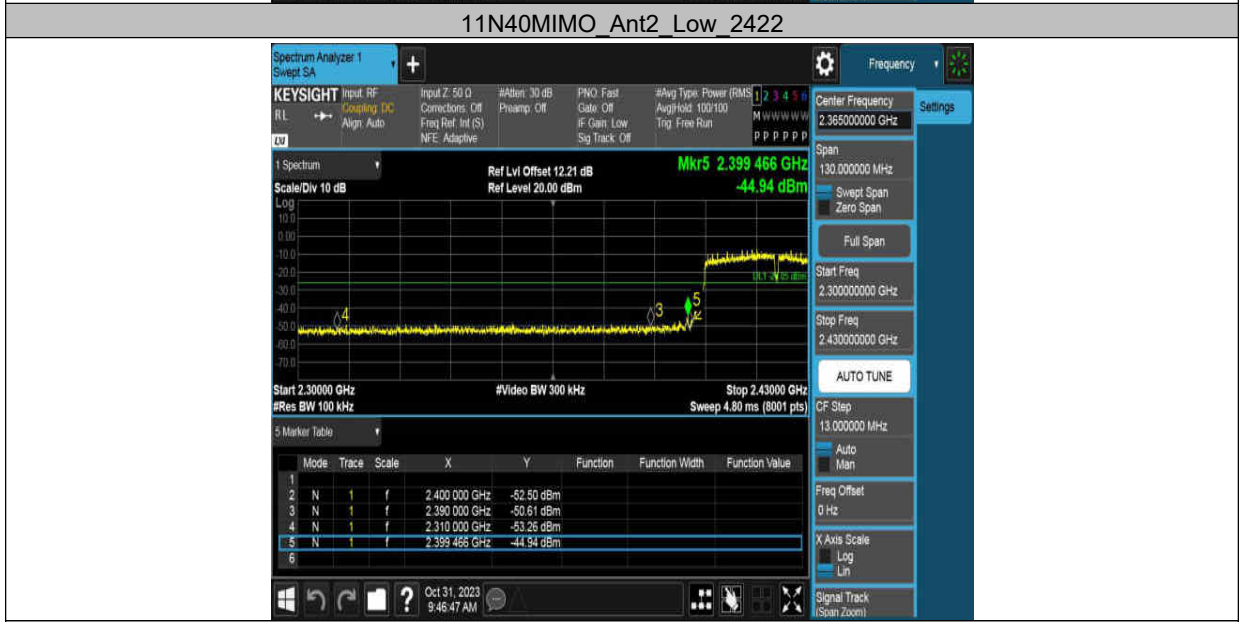 11N40MIMO_Ant2_Low_2422
Spectrum Analyzer 1
Swept SA
Frequency
KEYSIGHT
Input: RF
Coupling: DC
Align: Auto
RL
Input Z: 50 Ω
Corrections: Off
Freq Ref: Int (S)
NFE: Adaptive
#Atten: 30 dB
Preamp: Off
PNO: Fast
Gate: Off
IF Gain: Low
Sig Track: Off
#Avg Type: Power (RMS
Avg|Hold: 100/100
Trig: Free Run
1 2 3 4 5 6
M W W W W W
P P P P P P
Center Frequency
2.365000000 GHz
Settings
Span
130.000000 MHz
Swept Span
Zero Span
Full Span
Start Freq
2.300000000 GHz
Stop Freq
2.430000000 GHz
AUTO TUNE
CF Step
13.000000 MHz
Auto
Man
Freq Offset
0 Hz
X Axis Scale
Log
Lin
Signal Track
(Span Zoom)
1 Spectrum
Scale/Div 10 dB
Ref Lvl Offset 12.21 dB
Ref Level 20.00 dBm
Mkr5 2.399 466 GHz
-44.94 dBm
Log
10.0
0.00
-10.0
-20.0
-30.0
-40.0
-50.0
-60.0
-70.0
4
3
5
Start 2.30000 GHz
#Res BW 100 kHz
#Video BW 300 kHz
Stop 2.43000 GHz
Sweep 4.80 ms (8001 pts)
5 Marker Table
Mode Trace Scale X Y Function Function Width Function Value
1
2 N 1 f 2.400 000 GHz -52.50 dBm
3 N 1 f 2.390 000 GHz -50.61 dBm
4 N 1 f 2.310 000 GHz -53.26 dBm
5 N 1 f 2.399 466 GHz -44.94 dBm
6
Oct 31, 2023
9:46:47 AM